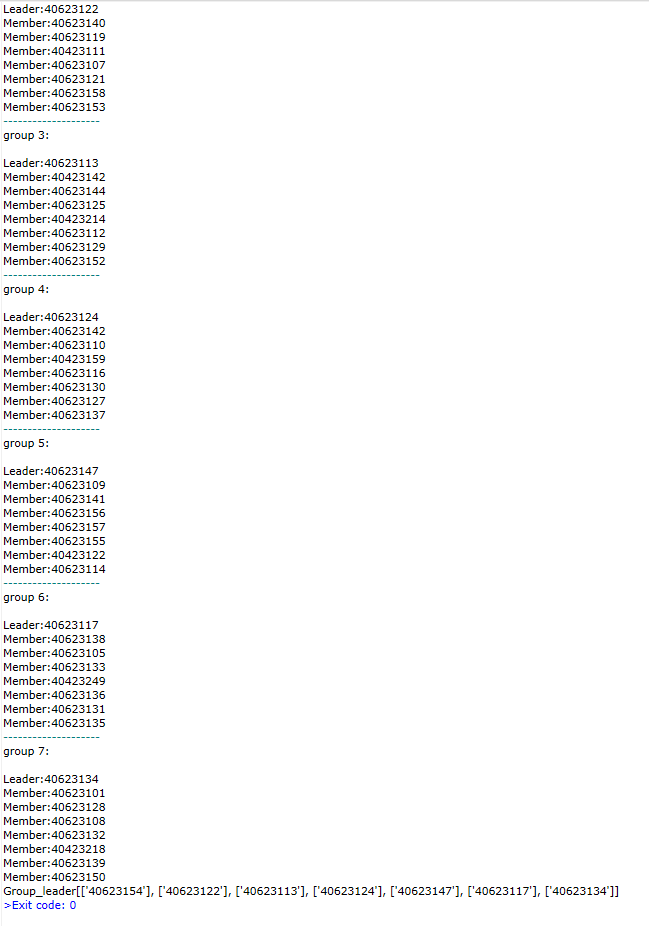 Leader:40623122
Member:40623140
Member:40623119
Member:40423111
Member:40623107
Member:40623121
Member:40623158
Member:40623153
--------------------
group 3:
Leader:40623113
Member:40423142
Member:40623144
Member:40623125
Member:40423214
Member:40623112
Member:40623129
Member:40623152
--------------------
group 4:
Leader:40623124
Member:40623142
Member:40623110
Member:40423159
Member:40623116
Member:40623130
Member:40623127
Member:40623137
--------------------
group 5:
Leader:40623147
Member:40623109
Member:40623141
Member:40623156
Member:40623157
Member:40623155
Member:40423122
Member:40623114
--------------------
group 6:
Leader:40623117
Member:40623138
Member:40623105
Member:40623133
Member:40423249
Member:40623136
Member:40623131
Member:40623135
--------------------
group 7:
Leader:40623134
Member:40623101
Member:40623128
Member:40623108
Member:40623132
Member:40423218
Member:40623139
Member:40623150
Group_leader[['40623154'], ['40623122'], ['40623113'], ['40623124'], ['40623147'], ['40623117'], ['40623134']]
>Exit code: 0